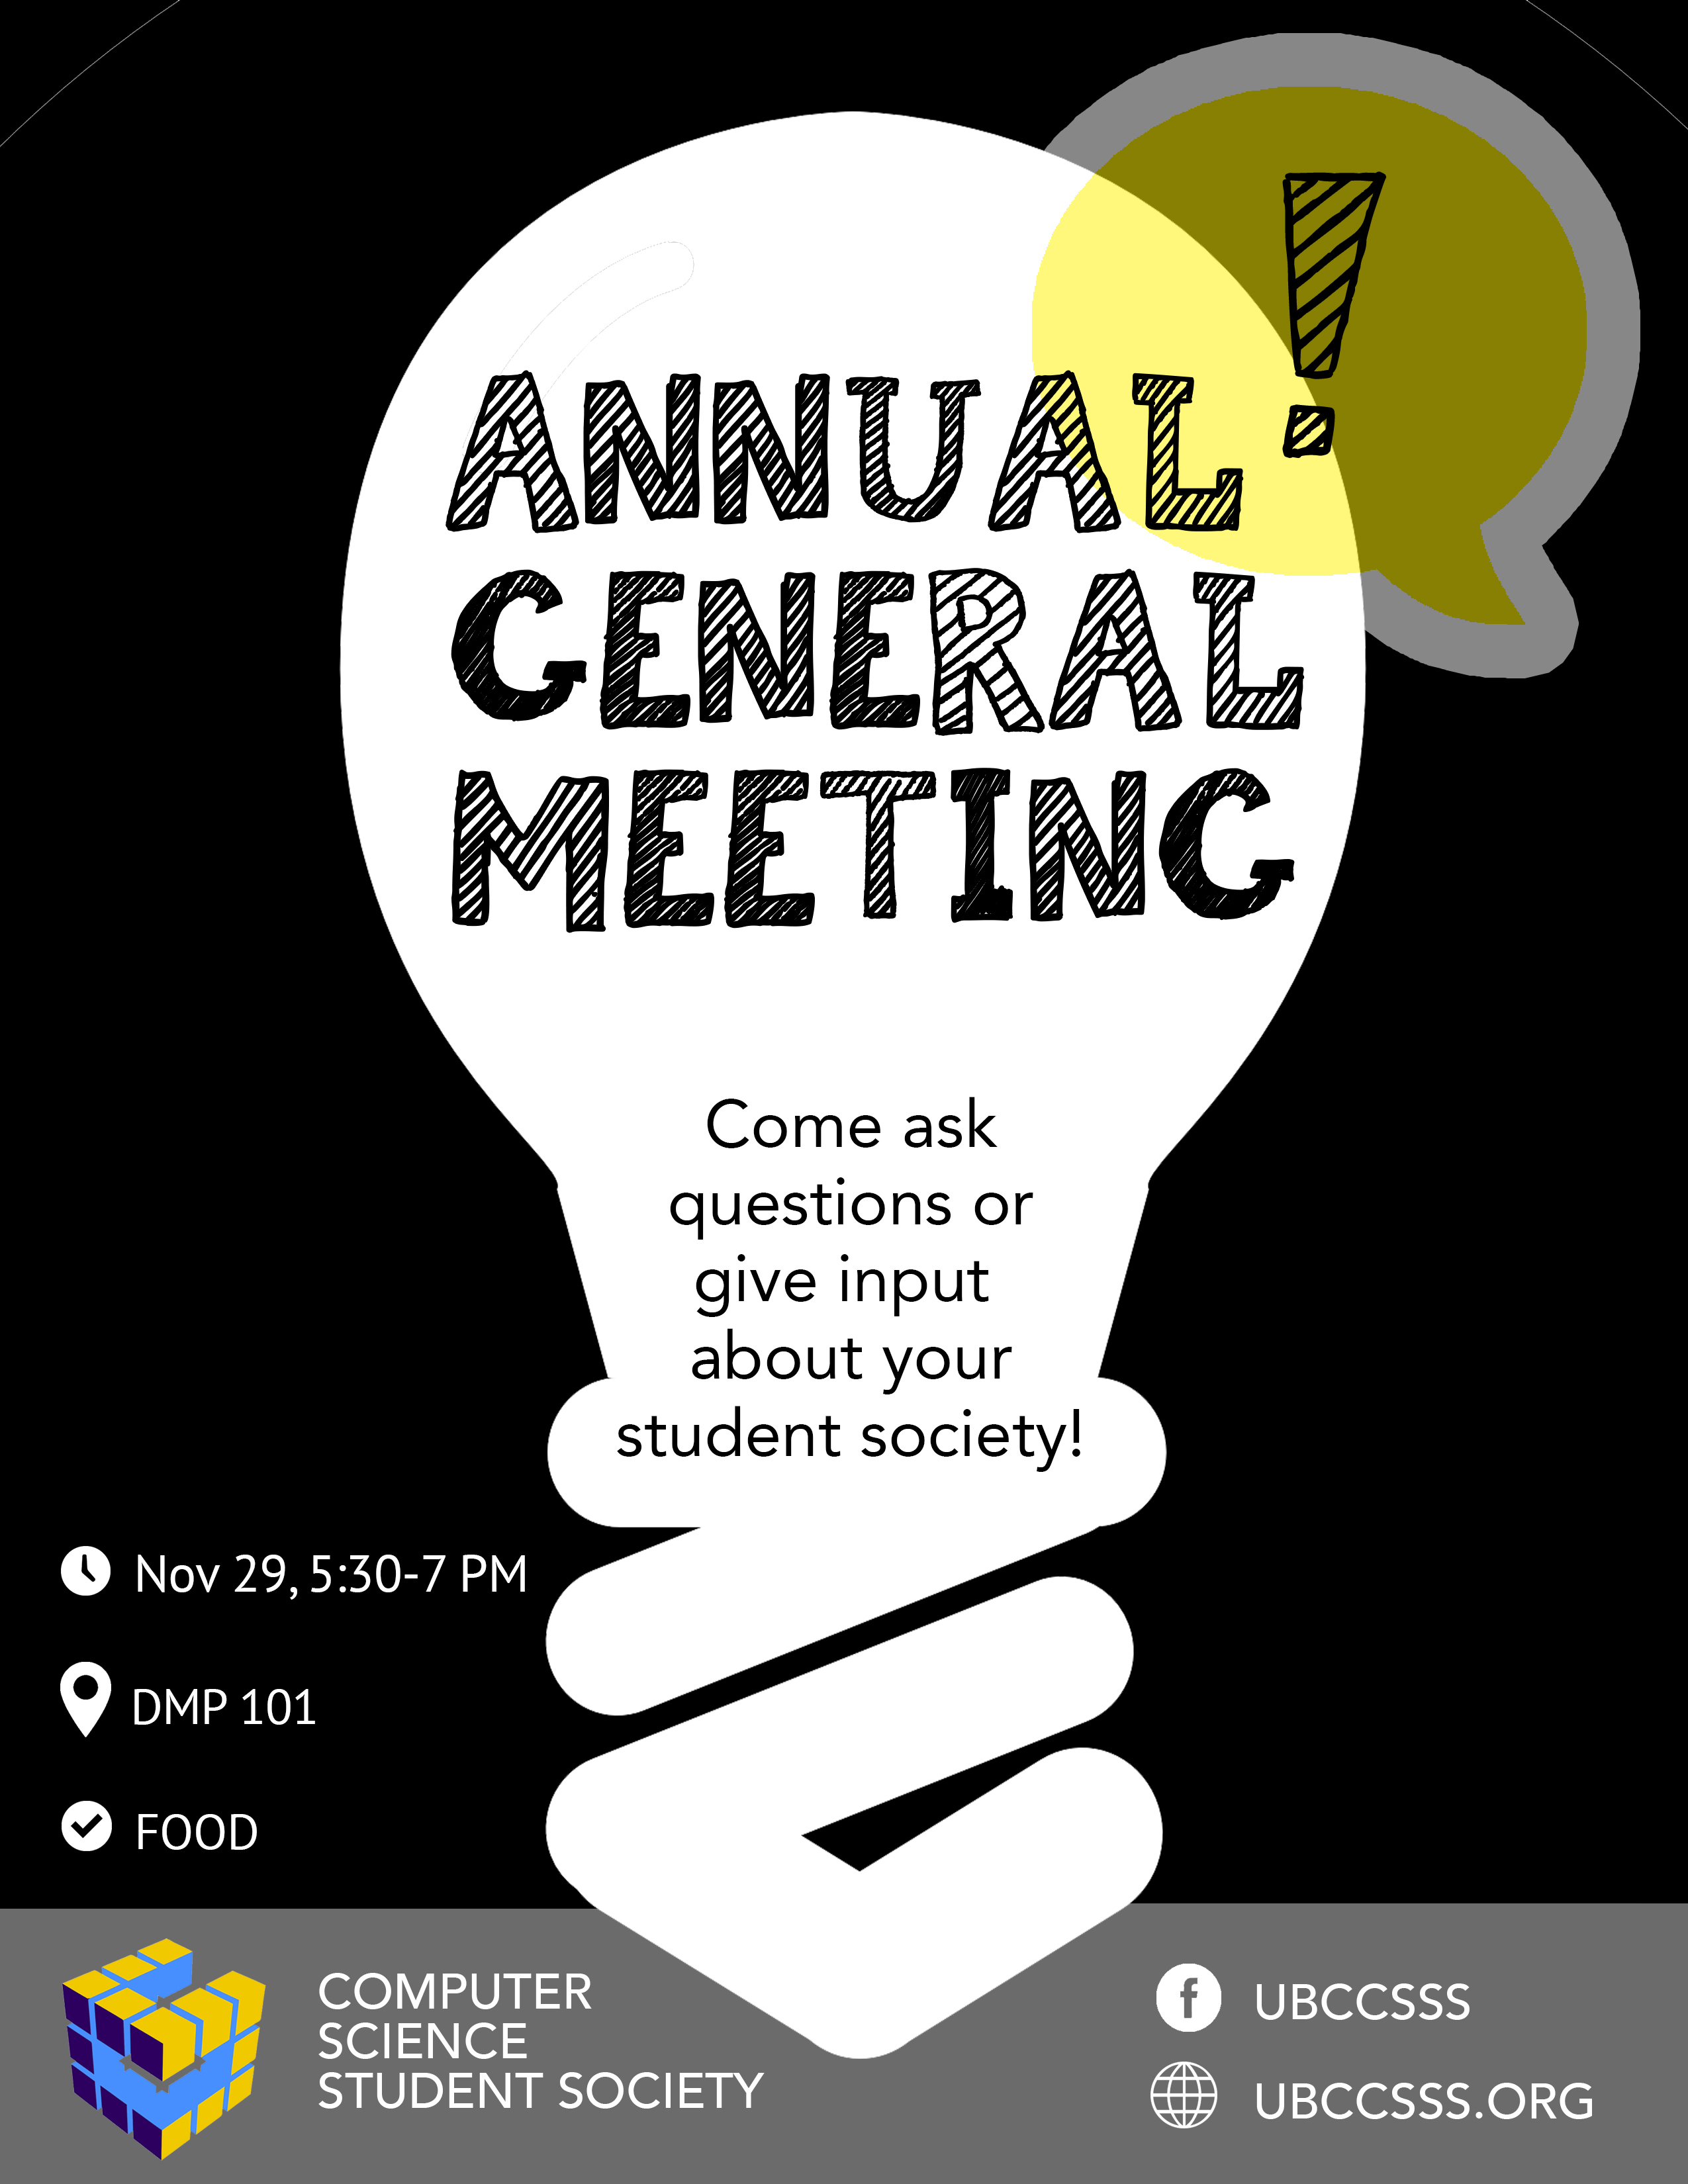 !
ANNUAL
GENERAL
MEETING
Come ask
questions or
give input
about your
student society!
Nov 29, 5:30-7 PM
DMP 101
FOOD
COMPUTER
SCIENCE
STUDENT SOCIETY
f UBCCSSS
UBCCSSS.ORG